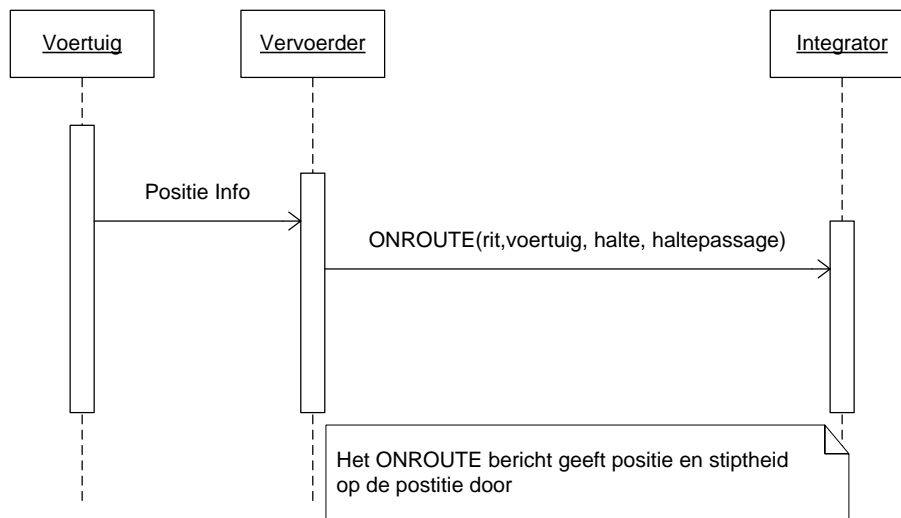 Voertuig
Vervoerder
Integrator
Positie Info
ONROUTE(rit,voertuig, halte, haltepassage)
Het ONROUTE bericht geeft positie en stiptheid
op de postitie door